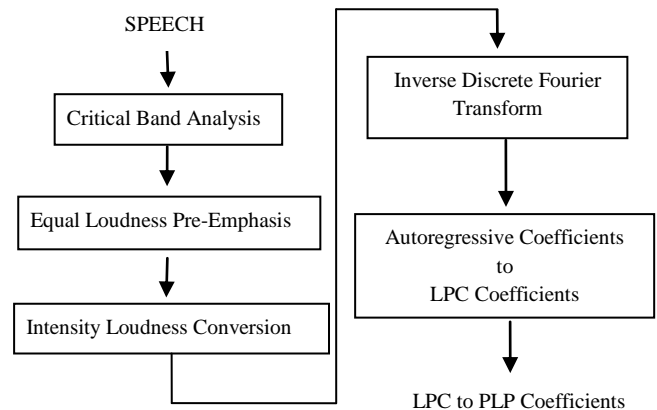 SPEECH
Critical Band Analysis
Equal Loudness Pre-Emphasis
Intensity Loudness Conversion
Inverse Discrete Fourier
Transform
Autoregressive Coefficients
to
LPC Coefficients
LPC to PLP Coefficients